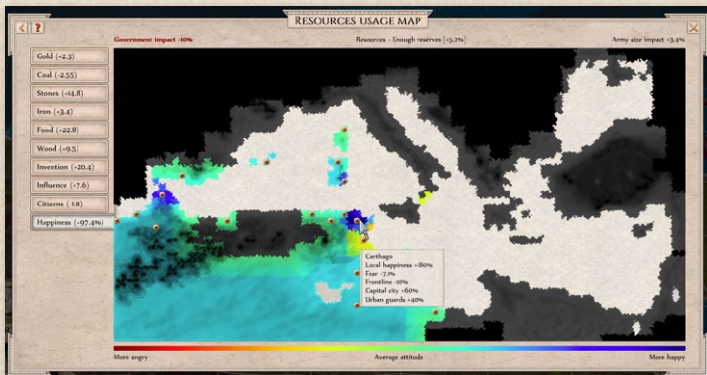 RESOURCES USAGE MAP
?
Government impact -10%
Resources - Enough reserves [+5.2%]
Army size impact +3.4%
Gold (+2.3)
Coal (-2.55)
Stones (+14.8)
Iron (+3.4)
Food (+22.8)
Wood (+9.5)
Invention (+20.4)
Influence (+7.6)
Citizens (-1.8)
Happiness (+97.4%)
Carthago
Local happiness +180%
Fear -7.1%
Frontline -10%
Capital city +60%
Urban guards +40%
More angry
Average attitude
More happy